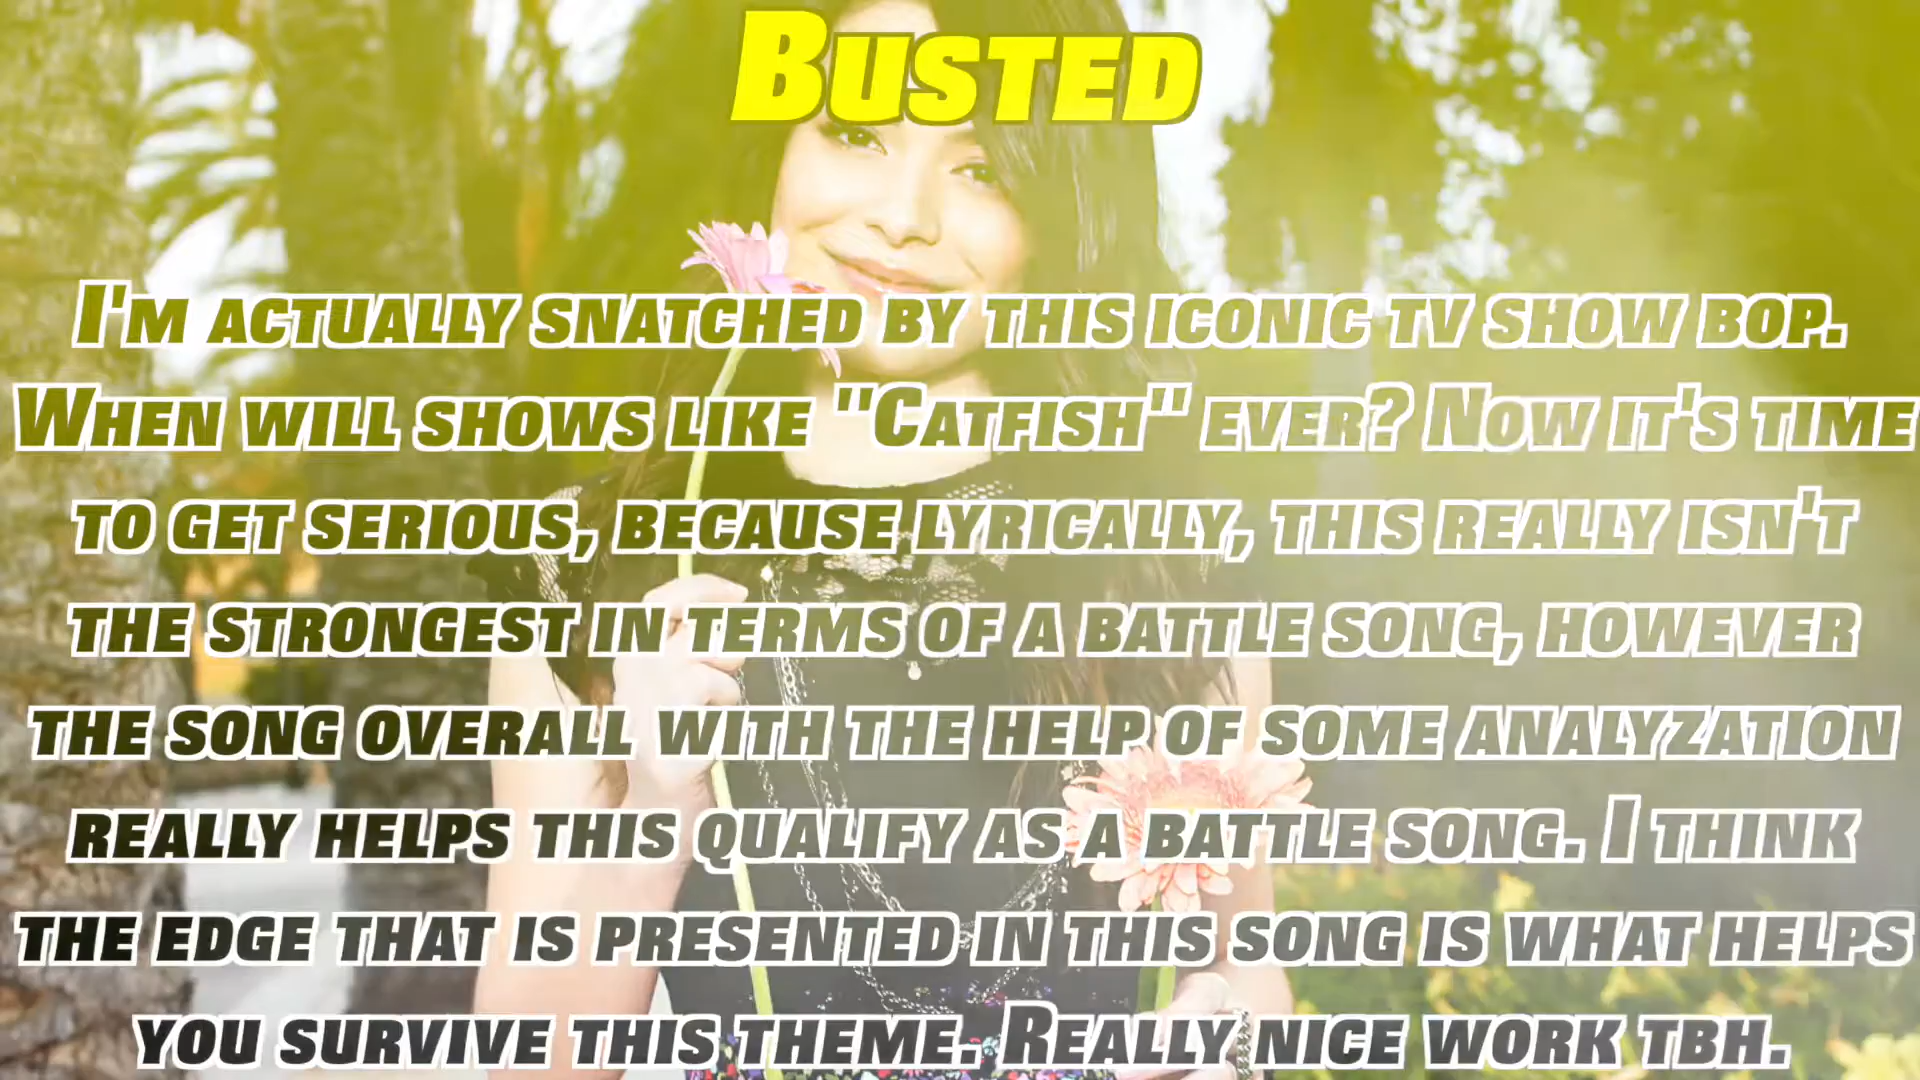 Busted
I'm actually snatched by this iconic TV show bop.
When will shows like "Catfish" ever? Now it's time
to get serious, because lyrically, this really isn't
the strongest in terms of a battle song, however
the song overall with the help of some analyzation
really helps this qualify as a battle song. I think
the edge that is presented in this song is what helps
you survive this theme. Really nice work tbh.